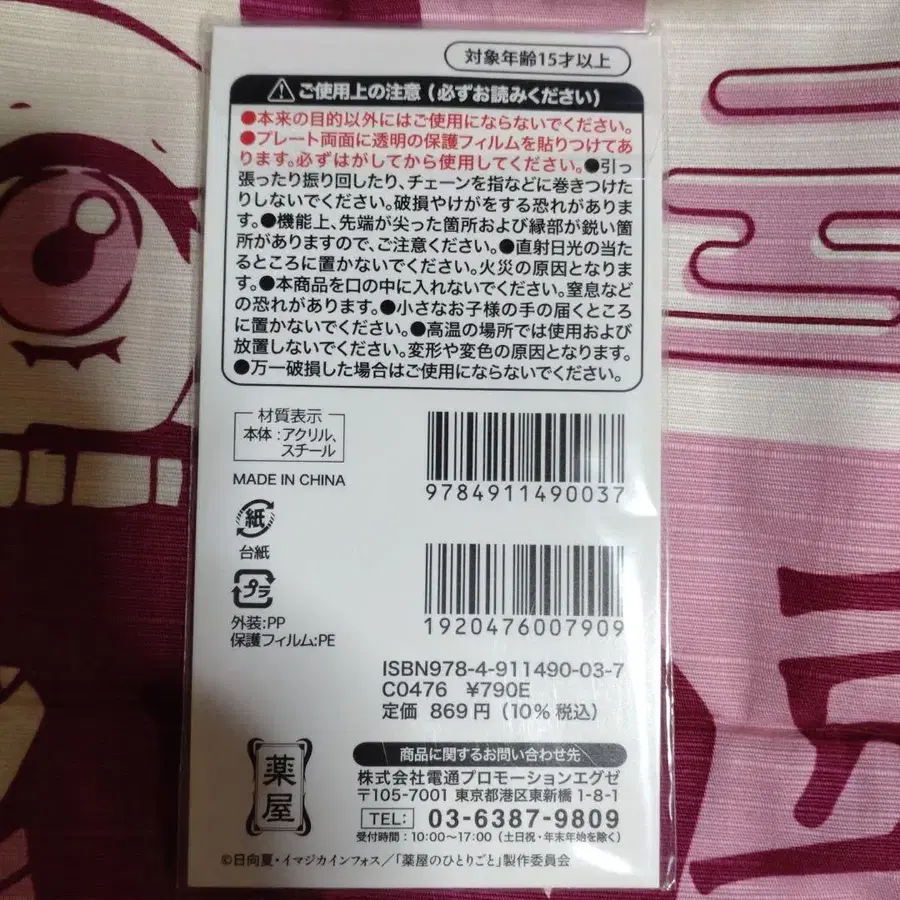 対象年齢15才以上
ご使用上の注意(必ずお読みください)
●本来の目的以外にはご使用にならないでください。
●プレート両面に透明の保護フィルムを貼りつけてあ
ります。必ずはがしてから使用してください。●引っ
張ったり振り回したり、チェーンを指などに巻きつけた
りしないでください。破損やけがをする恐れがありま
す。●機能上、先端が尖った箇所および縁部が鋭い箇
所がありますので、ご注意ください。●直射日光の当た
るところに置かないでください。火災の原因となりま
す。●本商品を口の中に入れないでください。窒息など
の恐れがあります。●小さなお子様の手の届くところ
に置かないでください。●高温の場所では使用および
放置しないでください。変形や変色の原因となります。
●万一破損した場合はご使用にならないでください。
材質表示
本体:アクリル、
スチール
MADE IN CHINA
紙
台紙
プラ
外装:PP
保護フィルム:PE
9784911490037
1920476007909
ISBN978-4-911490-03-7
C0476 ¥790E
定価 869円(10%税込)
薬屋
商品に関するお問い合わせ先
株式会社電通プロモーションエグゼ
〒105-7001 東京都港区東新橋1-8-1
TEL: 03-6387-9809
受付時間:10:00〜17:00(土日祝・年末年始を除く)
©日向夏・イマジカインフォス/「薬屋のひとりごと」製作委員会